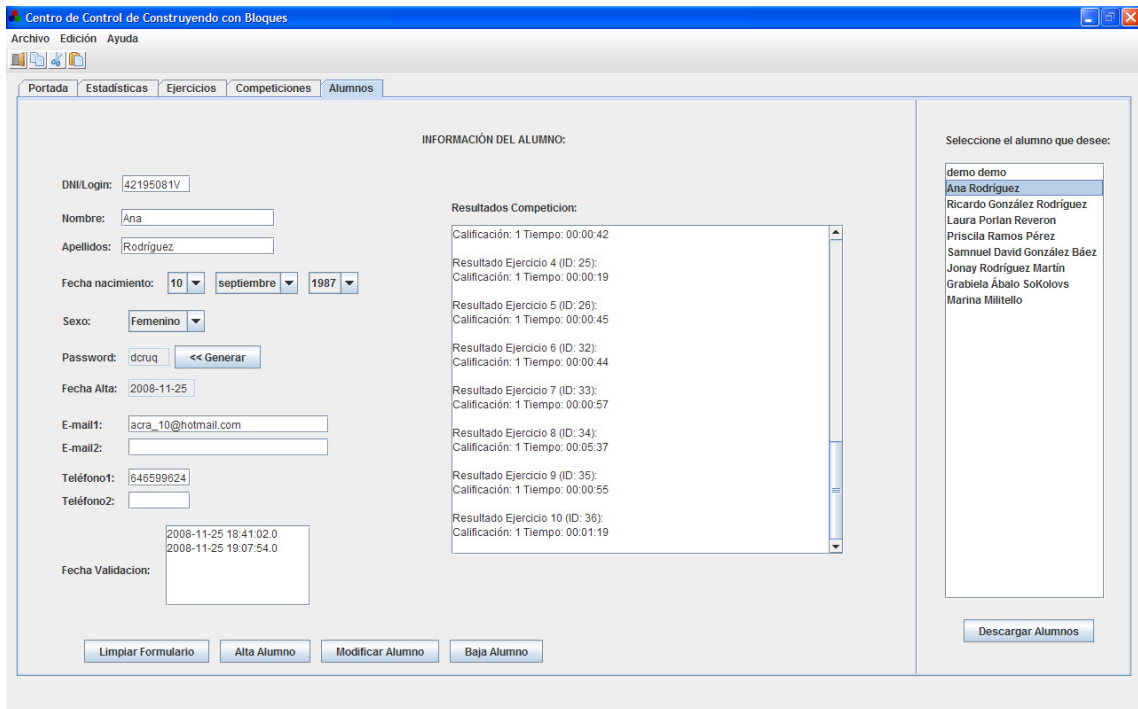 Centro de Control de Construyendo con Bloques
Archivo Edición Ayuda
Portada Estadísticas Ejercicios Competiciones Alumnos
INFORMACIÓN DEL ALUMNO:
DNI/Login: 42195081V
Nombre: Ana
Apellidos: Rodríguez
Fecha nacimiento: 10 septiembre 1987
Sexo: Femenino
Password: dcruq << Generar
Fecha Alta: 2008-11-25
E-mail1: acra_10@hotmail.com
E-mail2:
Teléfono1: 646599624
Teléfono2:
Fecha Validacion:
2008-11-25 18:41:02.0
2008-11-25 19:07:54.0
Resultados Competicion:
Calificación: 1 Tiempo: 00:00:42
Resultado Ejercicio 4 (ID: 25):
Calificación: 1 Tiempo: 00:00:19
Resultado Ejercicio 5 (ID: 26):
Calificación: 1 Tiempo: 00:00:45
Resultado Ejercicio 6 (ID: 32):
Calificación: 1 Tiempo: 00:00:44
Resultado Ejercicio 7 (ID: 33):
Calificación: 1 Tiempo: 00:00:57
Resultado Ejercicio 8 (ID: 34):
Calificación: 1 Tiempo: 00:05:37
Resultado Ejercicio 9 (ID: 35):
Calificación: 1 Tiempo: 00:00:55
Resultado Ejercicio 10 (ID: 36):
Calificación: 1 Tiempo: 00:01:19
Limpiar Formulario Alta Alumno Modificar Alumno Baja Alumno
Seleccione el alumno que desee:
demo demo
Ana Rodríguez
Ricardo González Rodríguez
Laura Porlan Reveron
Priscila Ramos Pérez
Samnuel David González Báez
Jonay Rodríguez Martín
Grabiela Ábalo SoKolovs
Marina Militello
Descargar Alumnos